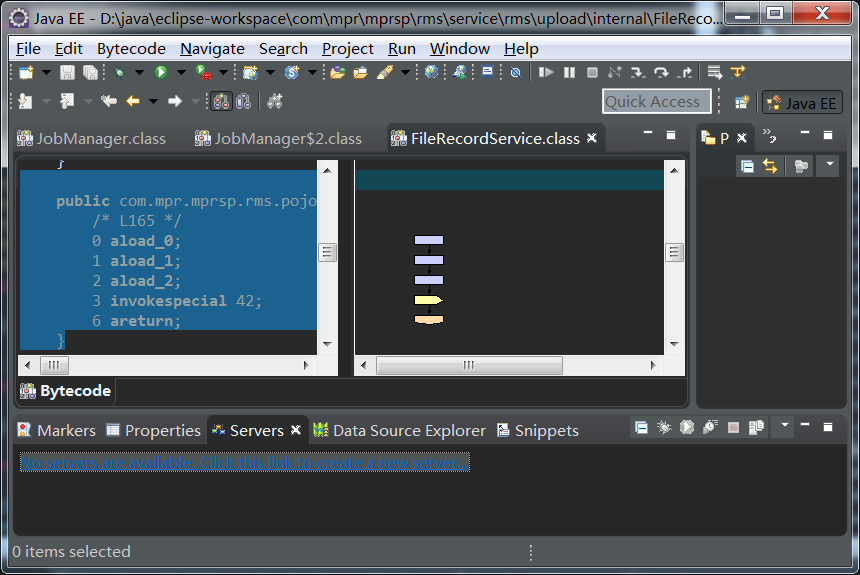 Java EE - D:\java\eclipse-workspace\com\mpr\mprsp\rms\service\rms\upload\internal\FileReco...
File Edit Bytecode Navigate Search Project Run Window Help
Quick Access
Java EE
JobManager.class JobManager$2.class FileRecordService.class P
}
public com.mpr.mprsp.rms.pojo
/* L165 */
0 aload_0;
1 aload_1;
2 aload_2;
3 invokespecial 42;
6 areturn;
}
Bytecode
Markers Properties Servers Data Source Explorer Snippets
No servers are available. Click this link to create a new server...
0 items selected